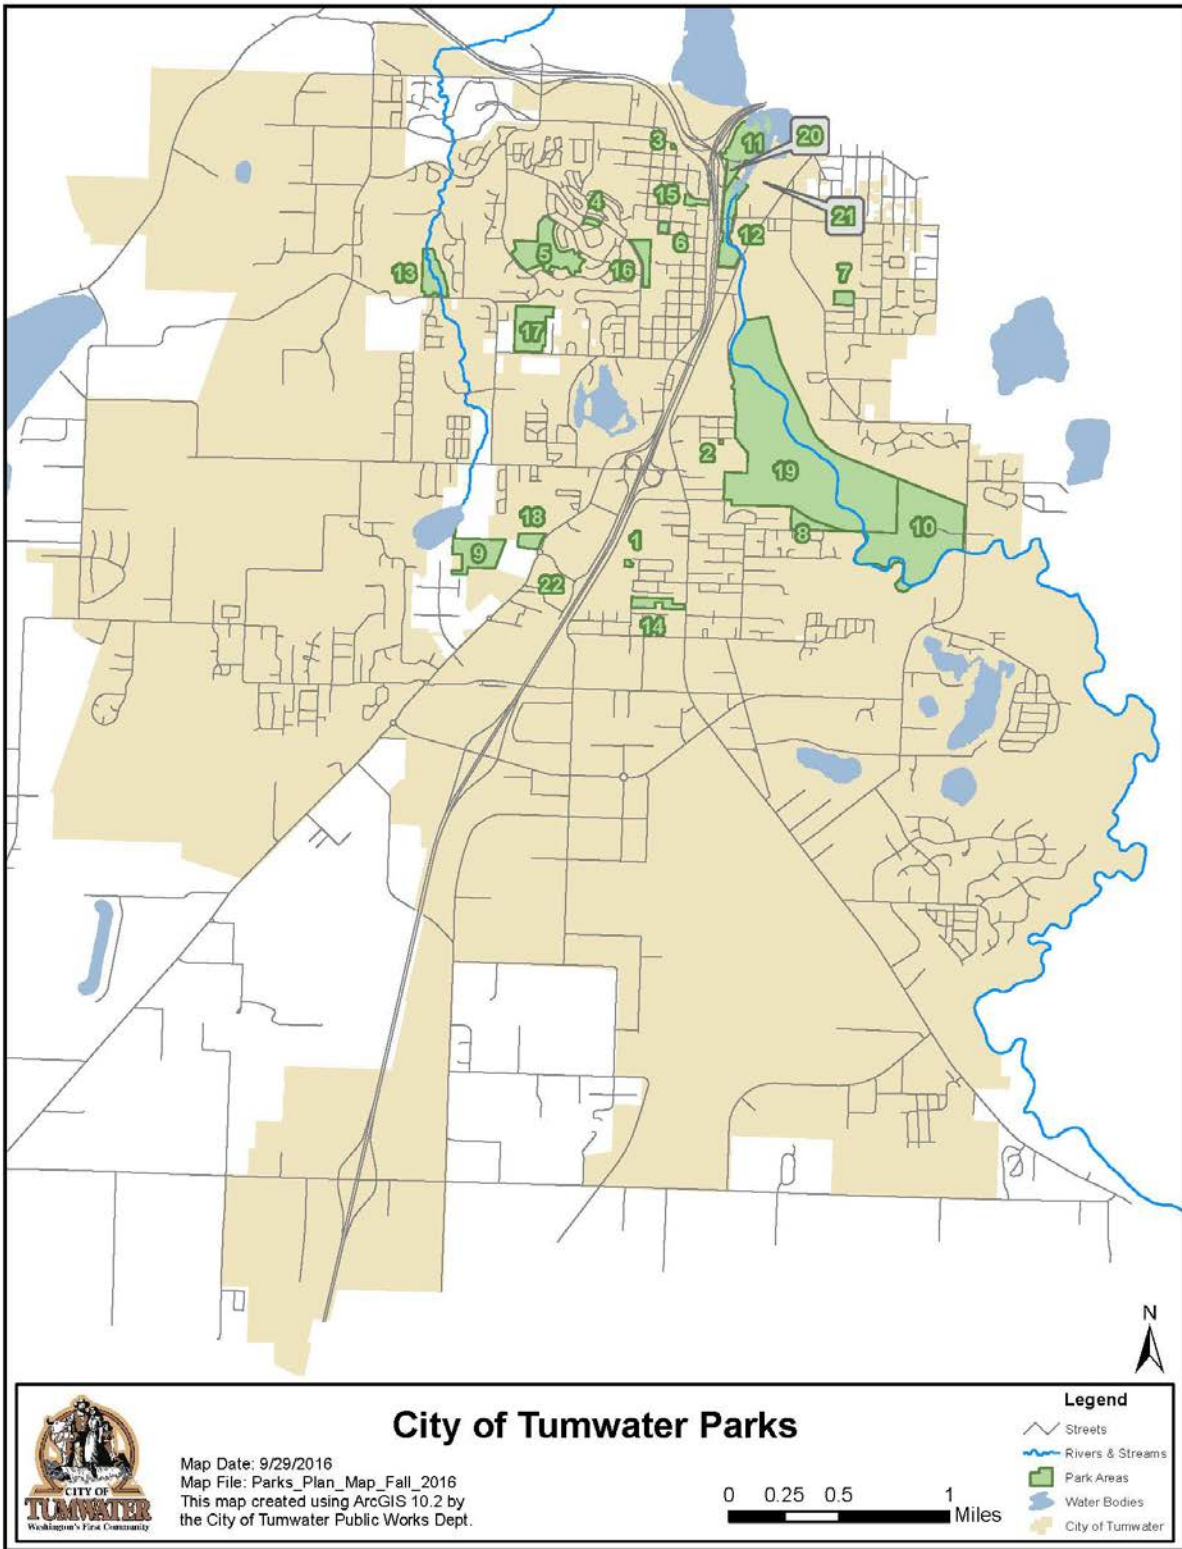 3
11
20
15
4
21
6
12
5
16
13
7
17
2
19
18
10
1
8
9
22
14
N
City of Tumwater Parks
CITY OF
TUMWATER
Washington's First Community
Map Date: 9/29/2016
Map File: Parks_Plan_Map_Fall_2016
This map created using ArcGIS 10.2 by
the City of Tumwater Public Works Dept.
0 0.25 0.5 1
Miles
Legend
Streets
Rivers & Streams
Park Areas
Water Bodies
City of Tumwater